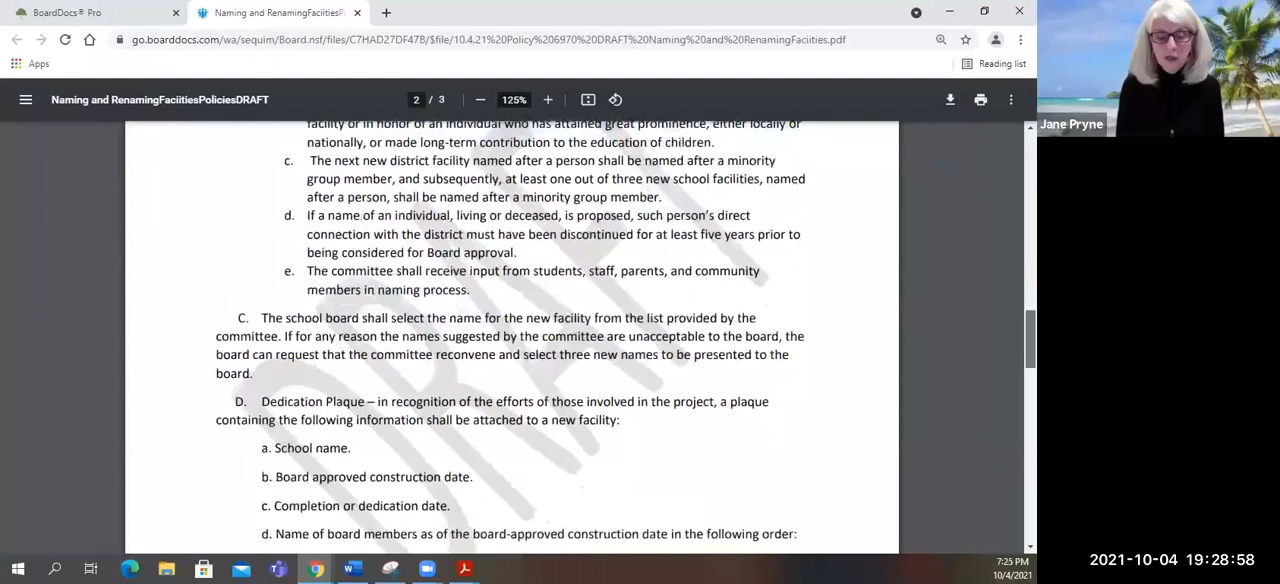 BoardDocs® Pro
Naming and RenamingFaciitiesP
go.boarddocs.com/wa/sequim/Board.nsf/files/C7HAD27DF47B/$file/10.4.21%20Policy%206970%20DRAFT%20Naming%20and%20RenamingFaciities.pdf
Apps
Reading list
Naming and RenamingFaciitiesPoliciesDRAFT
2 / 3
125%
Jane Pryne
facility or in honor of an individual who has attained great prominence, either locally or
nationally, or made long-term contribution to the education of children.
c. The next new district facility named after a person shall be named after a minority
group member, and subsequently, at least one out of three new school facilities, named
after a person, shall be named after a minority group member.
d. If a name of an individual, living or deceased, is proposed, such person's direct
connection with the district must have been discontinued for at least five years prior to
being considered for Board approval.
e. The committee shall receive input from students, staff, parents, and community
members in naming process.
C. The school board shall select the name for the new facility from the list provided by the
committee. If for any reason the names suggested by the committee are unacceptable to the board, the
board can request that the committee reconvene and select three new names to be presented to the
board.
D. Dedication Plaque – in recognition of the efforts of those involved in the project, a plaque
containing the following information shall be attached to a new facility:
a. School name.
b. Board approved construction date.
c. Completion or dedication date.
d. Name of board members as of the board-approved construction date in the following order:
DRAFT
7:25 PM
10/4/2021
2021-10-04 19:28:58